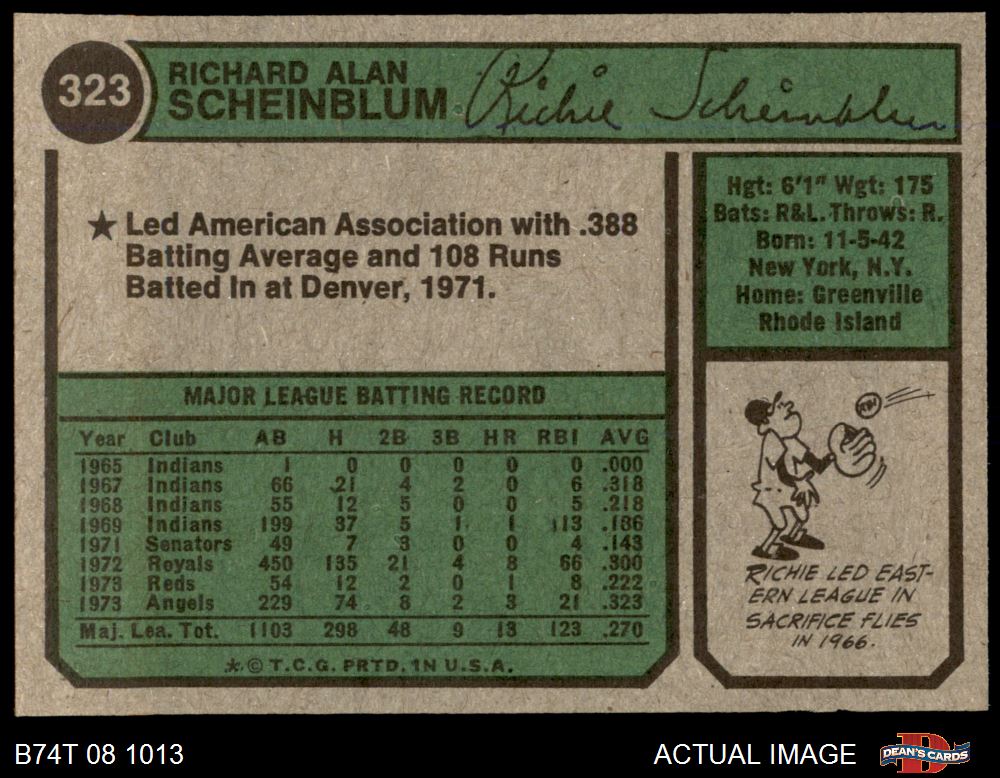 323
RICHARD ALAN
SCHEINBLUM
Richie Scheinblum
★ Led American Association with .388
Batting Average and 108 Runs
Batted In at Denver, 1971.
Hgt: 6'1" Wgt: 175
Bats: R&L. Throws: R.
Born: 11-5-42
New York, N.Y.
Home: Greenville
Rhode Island
MAJOR LEAGUE BATTING RECORD
Year Club AB H 2B 3B HR RBI AVG
1965 Indians 1 0 0 0 0 0 .000
1967 Indians 66 21 4 2 0 6 .318
1968 Indians 55 12 5 0 0 5 .218
1969 Indians 199 37 5 1 1 13 .186
1971 Senators 49 7 3 0 0 4 .143
1972 Royals 450 135 21 4 8 66 .300
1973 Reds 54 12 2 0 1 8 .222
1973 Angels 229 74 8 2 3 21 .323
Maj. Lea. Tot. 1103 298 48 9 13 123 .270
*© T.C.G. PRTD. IN U.S.A.
RICHIE LED EAST-
ERN LEAGUE IN
SACRIFICE FLIES
IN 1966.
B74T 08 1013
ACTUAL IMAGE
DEAN'S CARDS